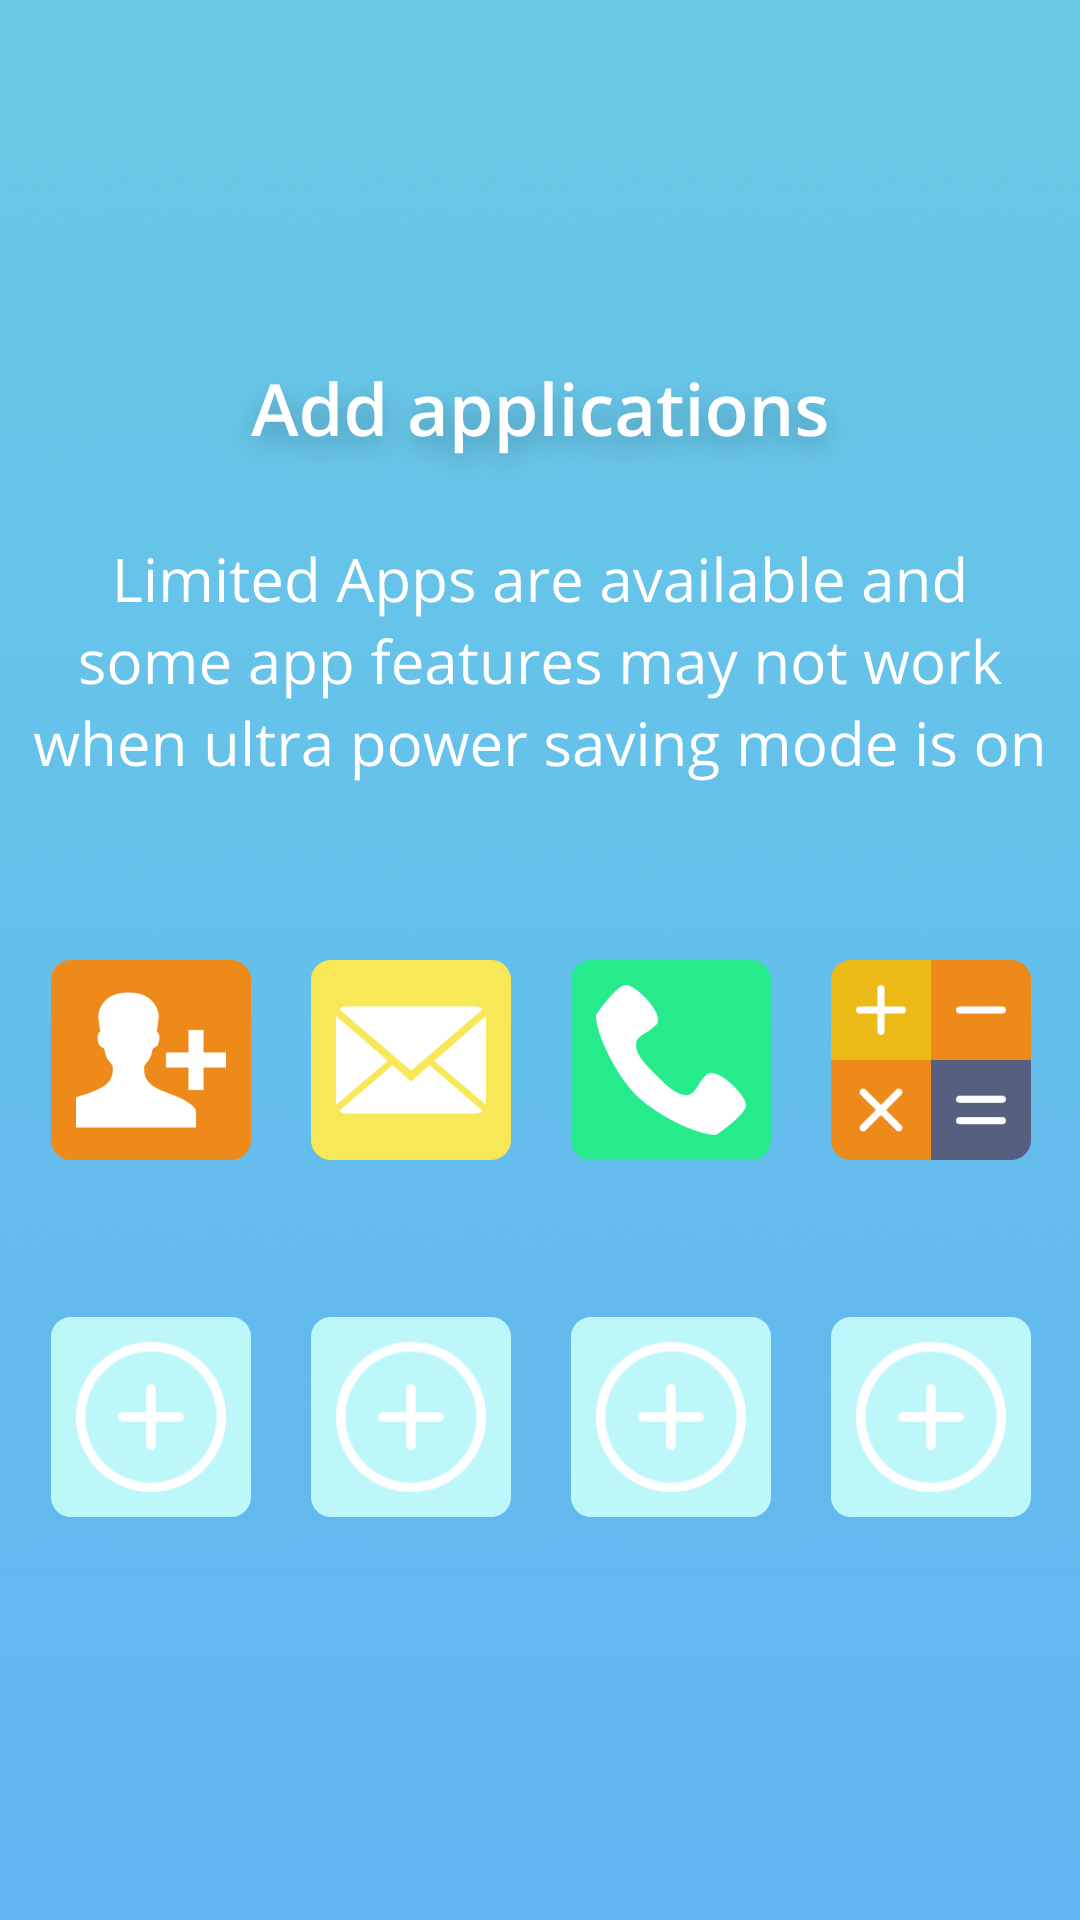 Add applications
Limited Apps are available and
some app features may not work
when ultra power saving mode is on